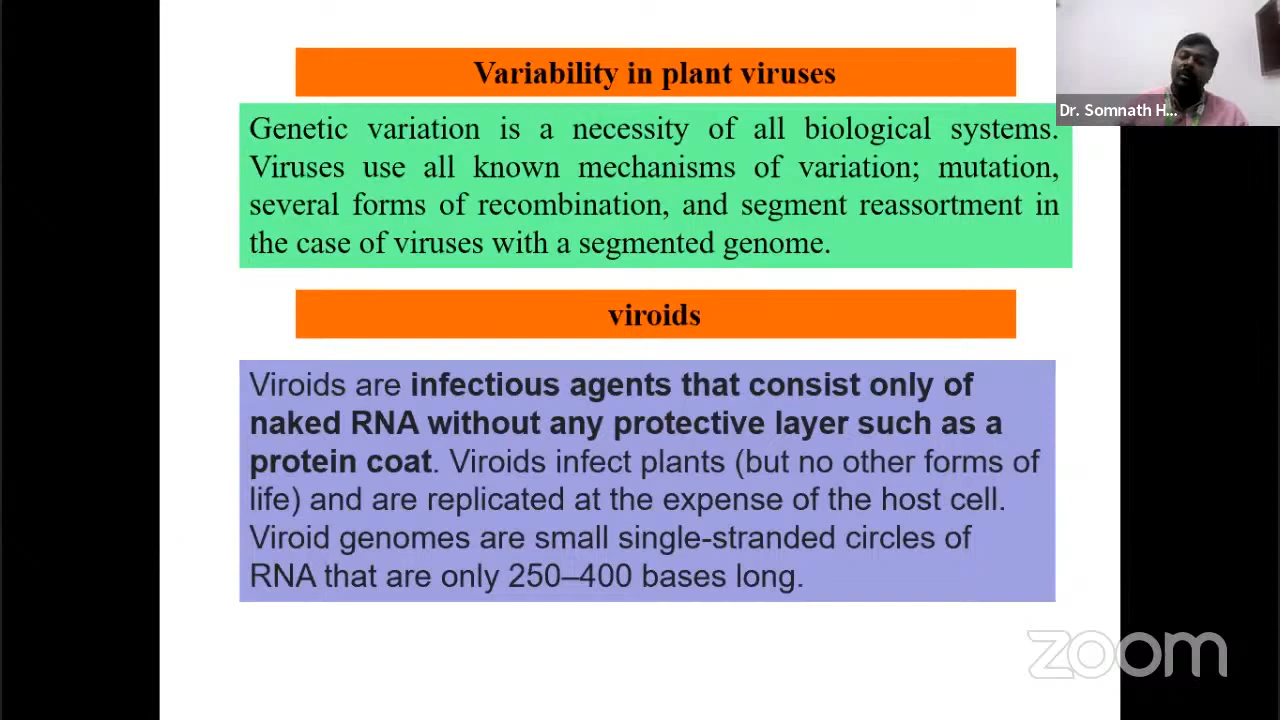 Variability in plant viruses
Dr. Somnath H...
Genetic variation is a necessity of all biological systems.
Viruses use all known mechanisms of variation; mutation,
several forms of recombination, and segment reassortment in
the case of viruses with a segmented genome.
viroids
Viroids are infectious agents that consist only of
naked RNA without any protective layer such as a
protein coat. Viroids infect plants (but no other forms of
life) and are replicated at the expense of the host cell.
Viroid genomes are small single-stranded circles of
RNA that are only 250–400 bases long.
zoom